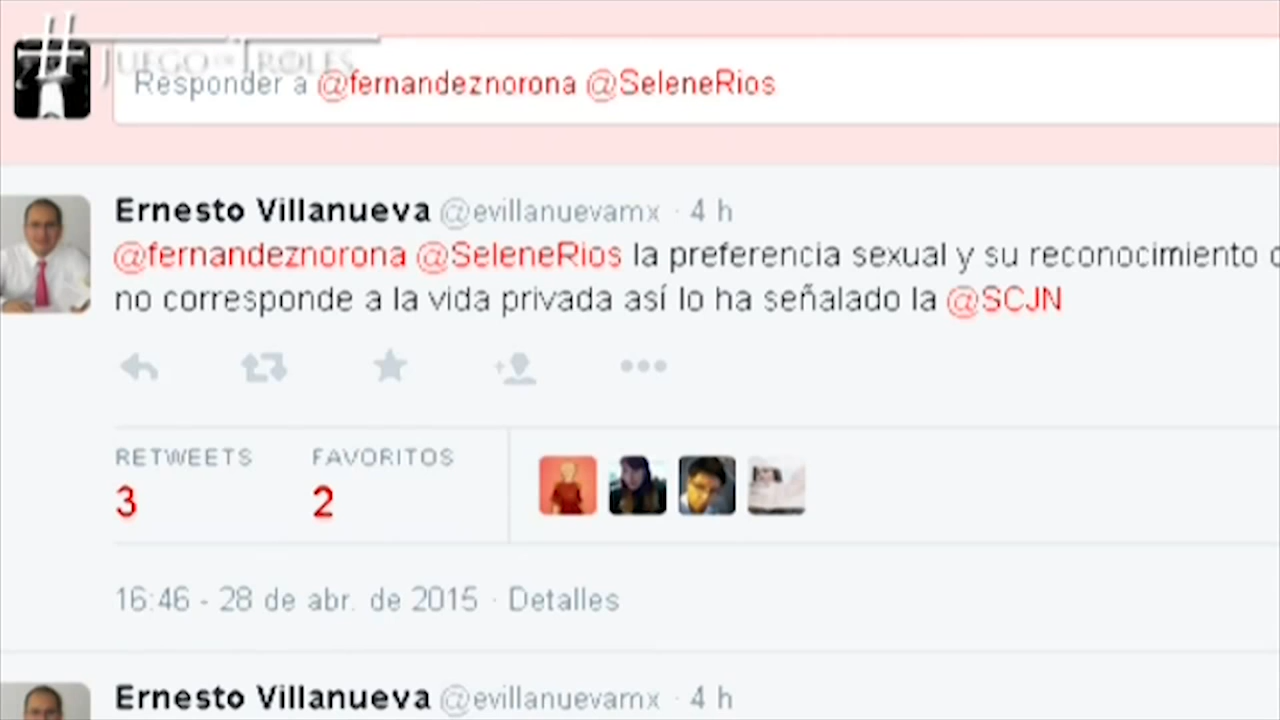 # JUEGO DE TROLES
Responder a @fernandeznorona @SeleneRios
Ernesto Villanueva @evillanuevamx · 4 h
@fernandeznorona @SeleneRios la preferencia sexual y su reconocimiento
no corresponde a la vida privada así lo ha señalado la @SCJN
RETWEETS FAVORITOS
3 2
16:46 - 28 de abr. de 2015 · Detalles
Ernesto Villanueva @evillanuevamx · 4 h